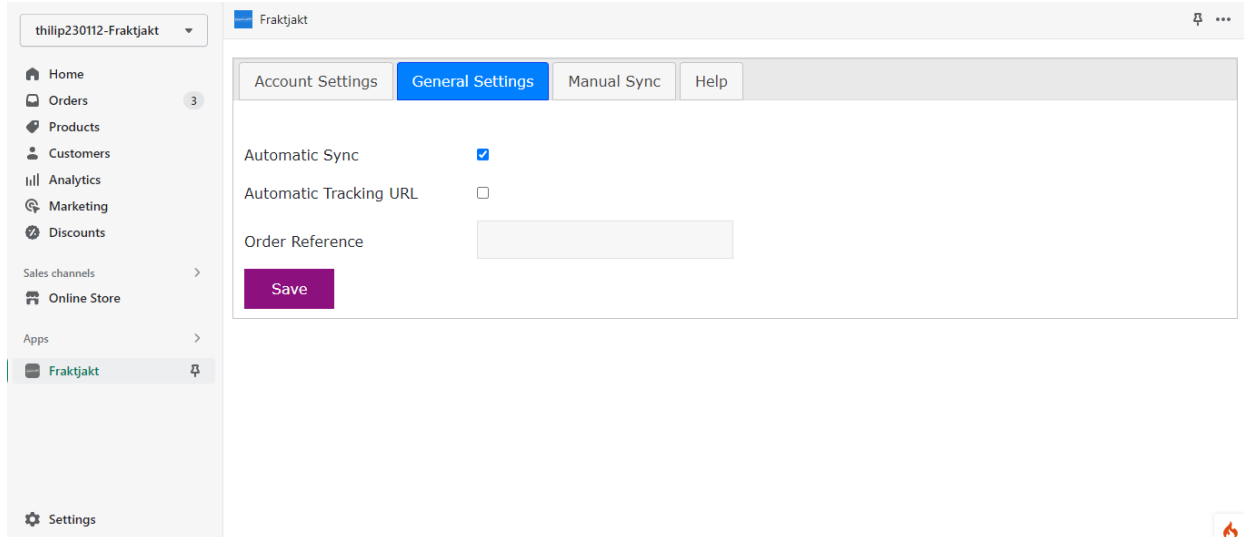 thilip230112-Fraktjakt
Home
Orders 3
Products
Customers
Analytics
Marketing
Discounts
Sales channels
Online Store
Apps
Fraktjakt
Settings
Fraktjakt
Account Settings General Settings Manual Sync Help
Automatic Sync
Automatic Tracking URL
Order Reference
Save